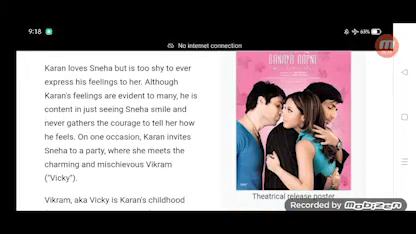 9:18
63%
No internet connection
Karan loves Sneha but is too shy to ever
express his feelings to her. Although
Karan's feelings are evident to many, he is
content in just seeing Sneha smile and
never gathers the courage to tell her how
he feels. On one occasion, Karan invites
Sneha to a party, where she meets the
charming and mischievous Vikram
("Vicky").
Vikram, aka Vicky is Karan's childhood
BANAYA AAPNE
Theatrical release poster
Recorded by MOBIZEN